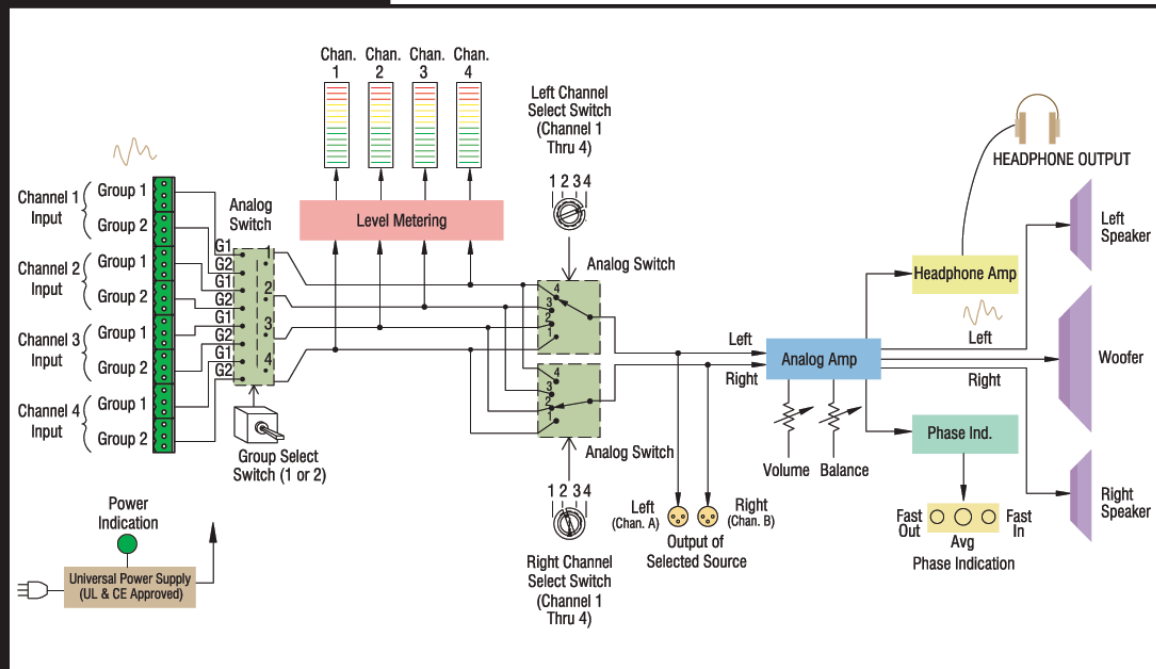 Chan.
1
Chan.
2
Chan.
3
Chan.
4
Left Channel
Select Switch
(Channel 1
Thru 4)
1 2 3 4
HEADPHONE OUTPUT
Channel 1
Input
Group 1
Group 2
Channel 2
Input
Group 1
Group 2
Channel 3
Input
Group 1
Group 2
Channel 4
Input
Group 1
Group 2
Analog
Switch
G1
G2
G1
G2
G1
G2
G1
G2
1
2
3
4
Group Select
Switch (1 or 2)
Level Metering
Analog Switch
4
3
2
1
4
3
2
1
Analog Switch
1 2 3 4
Right Channel
Select Switch
(Channel 1
Thru 4)
Left
Right
Left
(Chan. A)
Right
(Chan. B)
Output of
Selected Source
Analog Amp
Volume
Balance
Headphone Amp
Left
Right
Left
Speaker
Woofer
Right
Speaker
Phase Ind.
Fast
Out
Avg
Fast
In
Phase Indication
Power
Indication
Universal Power Supply
(UL & CE Approved)